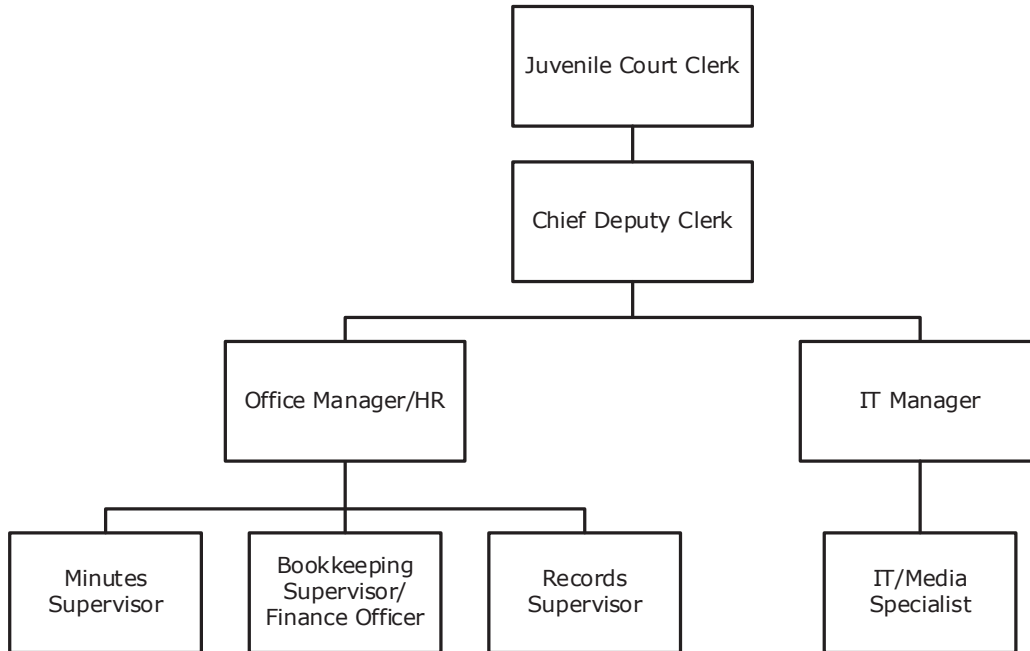 Juvenile Court Clerk
Chief Deputy Clerk
Office Manager/HR
IT Manager
Minutes
Supervisor
Bookkeeping
Supervisor/
Finance Officer
Records
Supervisor
IT/Media
Specialist